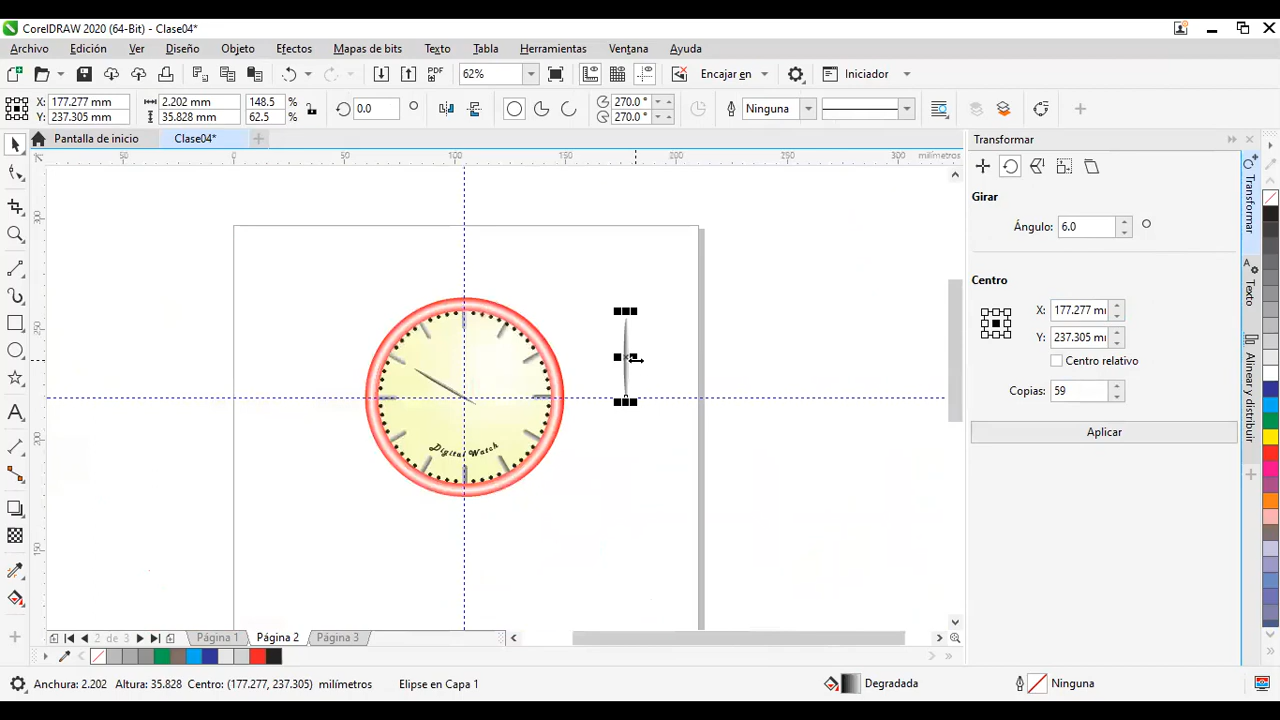 CorelDRAW 2020 (64-Bit) - Clase04*
Archivo Edición Ver Diseño Objeto Efectos Mapas de bits Texto Tabla Herramientas Ventana Ayuda
PDF 62% Encajar en Iniciador
X: 177.277 mm 2.202 mm 148.5 % 0.0 ° 270.0 ° Ninguna
Y: 237.305 mm 35.828 mm 62.5 % 270.0 °
Pantalla de inicio Clase04*
50 0 50 100 150 200 250 300 milímetros
300
250
200
150
Digital Watch
Transformar
Girar
Ángulo: 6.0
Centro
X: 177.277 m
Y: 237.305 m
Centro relativo
Copias: 59
Aplicar
Transformar
Texto
Alinear y distribuir
2 de 3 Página 1 Página 2 Página 3
Anchura: 2.202 Altura: 35.828 Centro: (177.277, 237.305) milímetros Elipse en Capa 1 Degradada Ninguna